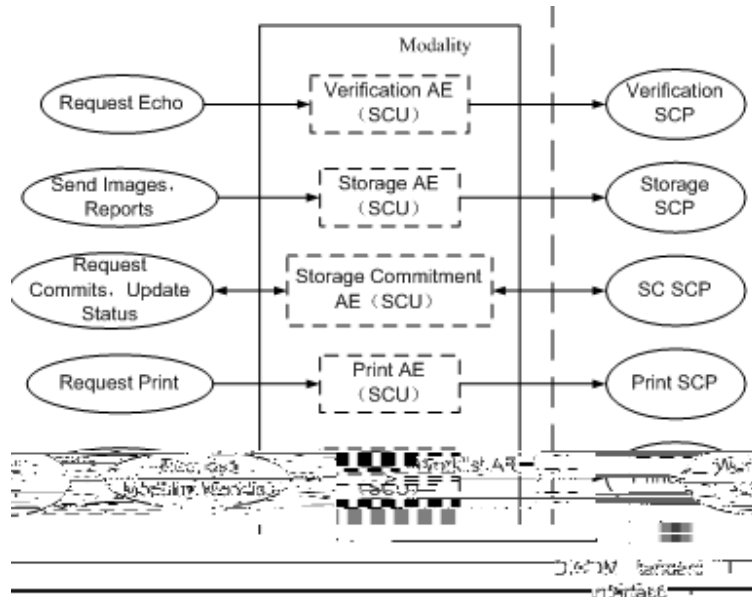 Modality
Request Echo
Verification AE
（SCU）
Verification
SCP
Send Images，
Reports
Storage AE
（SCU）
Storage
SCP
Request
Commits，Update
Status
Storage Commitment
AE（SCU）
SC SCP
Request Print
Print AE
（SCU）
Print SCP
（SCU）